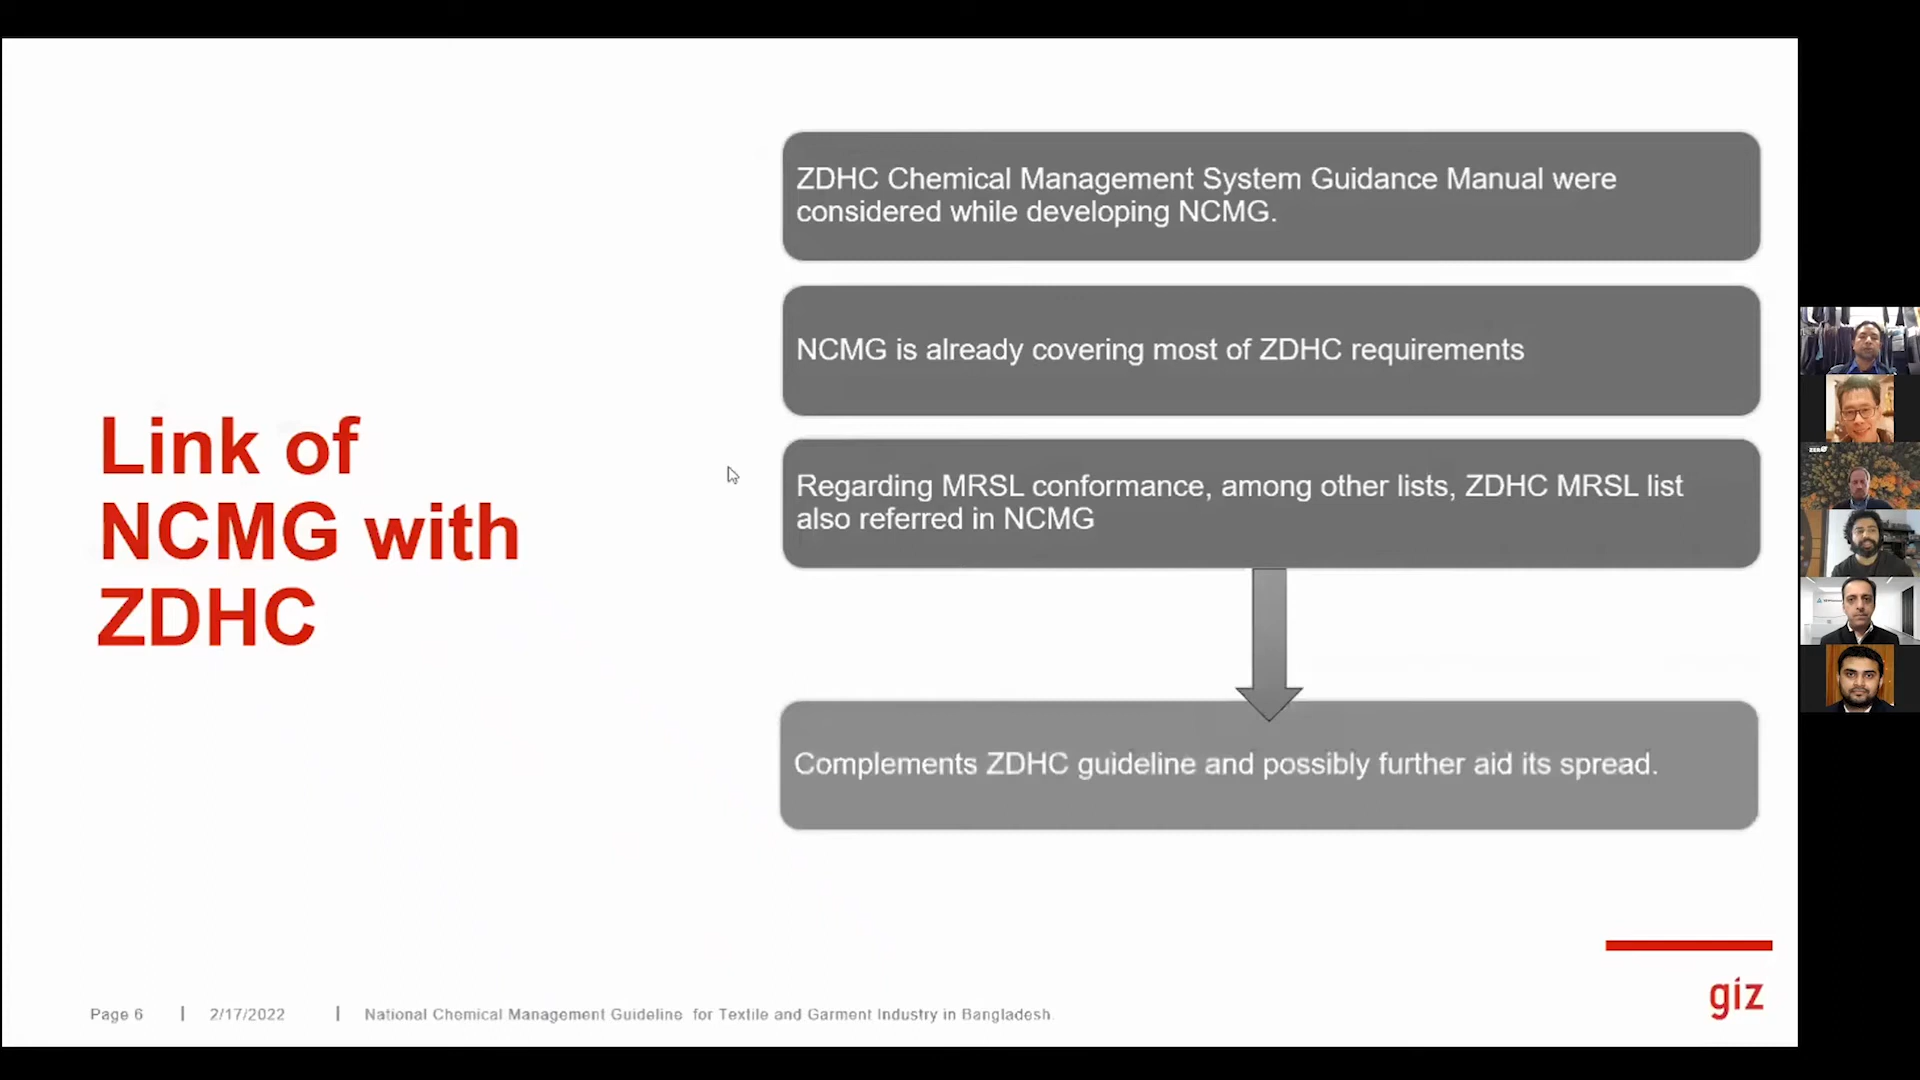 Link of
NCMG with
ZDHC
ZDHC Chemical Management System Guidance Manual were
considered while developing NCMG.
NCMG is already covering most of ZDHC requirements
Regarding MRSL conformance, among other lists, ZDHC MRSL list
also referred in NCMG
Complements ZDHC guideline and possibly further aid its spread.
giz
Page 6 | 2/17/2022 | National Chemical Management Guideline for Textile and Garment Industry in Bangladesh.